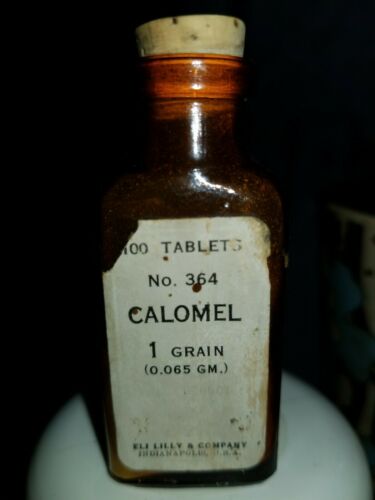 100 TABLETS
No. 364
CALOMEL
1 GRAIN
(0.065 GM.)
ELI LILLY & COMPANY
INDIANAPOLIS, U.S.A.